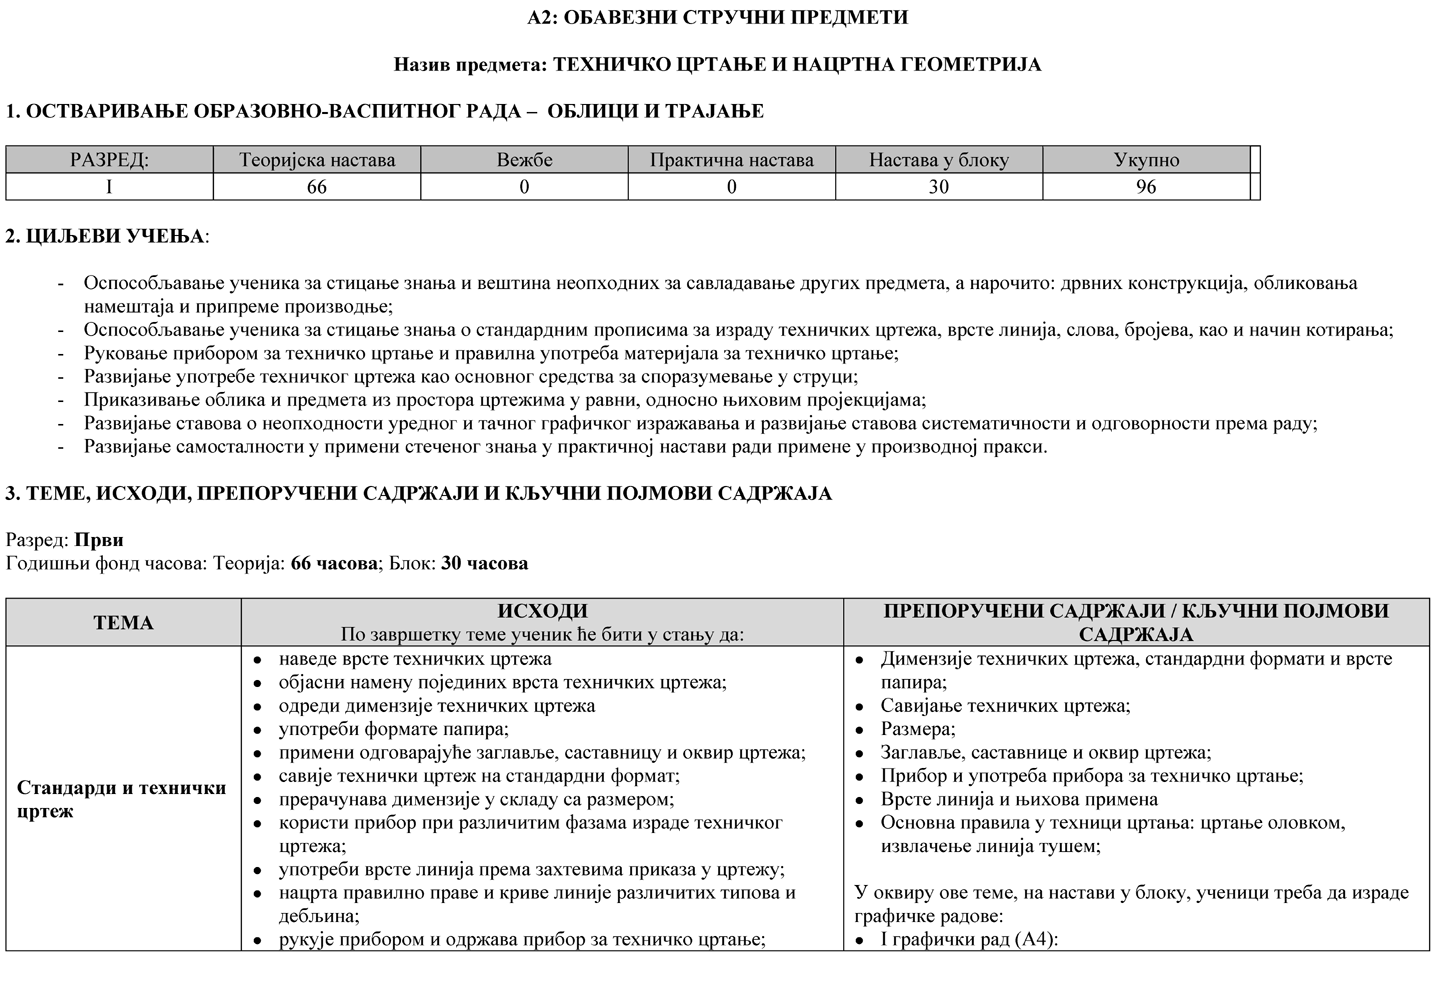 А2: ОБАВЕЗНИ СТРУЧНИ ПРЕДМЕТИ
Назив предмета: ТЕХНИЧКО ЦРТАЊЕ И НАЦРТНА ГЕОМЕТРИЈА
1. ОСТВАРИВАЊЕ ОБРАЗОВНО-ВАСПИТНОГ РАДА – ОБЛИЦИ И ТРАЈАЊЕ
РАЗРЕД: Теоријска настава Вежбе Практична настава Настава у блоку Укупно
I 66 0 0 30 96
2. ЦИЉЕВИ УЧЕЊА:
- Оспособљавање ученика за стицање знања и вештина неопходних за савладавање других предмета, а нарочито: дрвних конструкција, обликовања
намештаја и припреме производње;
- Оспособљавање ученика за стицање знања о стандардним прописима за израду техничких цртежа, врсте линија, слова, бројева, као и начин котирања;
- Руковање прибором за техничко цртање и правилна употреба материјала за техничко цртање;
- Развијање употребе техничког цртежа као основног средства за споразумевање у струци;
- Приказивање облика и предмета из простора цртежима у равни, односно њиховим пројекцијама;
- Развијање ставова о неопходности уредног и тачног графичког изражавања и развијање ставова систематичности и одговорности према раду;
- Развијање самосталности у примени стеченог знања у практичној настави ради примене у производној пракси.
3. ТЕМЕ, ИСХОДИ, ПРЕПОРУЧЕНИ САДРЖАЈИ И КЉУЧНИ ПОЈМОВИ САДРЖАЈА
Разред: Први
Годишњи фонд часова: Теорија: 66 часова; Блок: 30 часова
ТЕМА
ИСХОДИ
По завршетку теме ученик ће бити у стању да:
ПРЕПОРУЧЕНИ САДРЖАЈИ / КЉУЧНИ ПОЈМОВИ
САДРЖАЈА
Стандарди и технички
цртеж
• наведе врсте техничких цртежа
• објасни намену појединих врста техничких цртежа;
• одреди димензије техничких цртежа
• употреби формате папира;
• примени одговарајуће заглавље, саставницу и оквир цртежа;
• савије технички цртеж на стандардни формат;
• прерачунава димензије у складу са размером;
• користи прибор при различитим фазама израде техничког
цртежа;
• употреби врсте линија према захтевима приказа у цртежу;
• нацрта правилно праве и криве линије различитих типова и
дебљина;
• рукује прибором и одржава прибор за техничко цртање;
• Димензије техничких цртежа, стандардни формати и врсте
папира;
• Савијање техничких цртежа;
• Размера;
• Заглавље, саставнице и оквир цртежа;
• Прибор и употреба прибора за техничко цртање;
• Врсте линија и њихова примена
• Основна правила у техници цртања: цртање оловком,
извлачење линија тушем;
У оквиру ове теме, на настави у блоку, ученици треба да израде
графичке радове:
• I графички рад (А4):